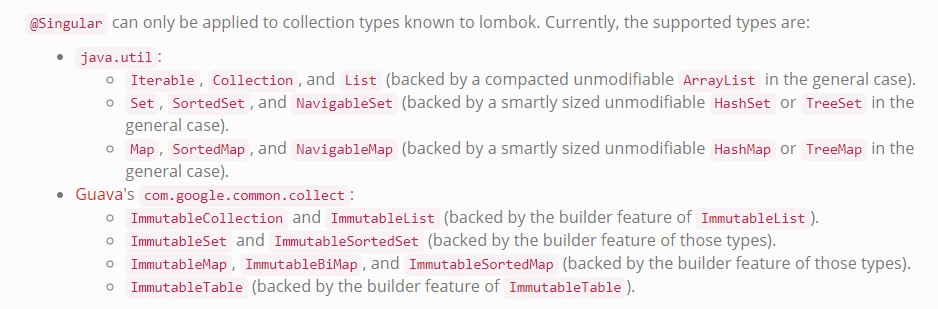 @Singular can only be applied to collection types known to lombok. Currently, the supported types are:
• java.util:
○ Iterable, Collection, and List (backed by a compacted unmodifiable ArrayList in the general case).
○ Set, SortedSet, and NavigableSet (backed by a smartly sized unmodifiable HashSet or TreeSet in the
general case).
○ Map, SortedMap, and NavigableMap (backed by a smartly sized unmodifiable HashMap or TreeMap in the
general case).
• Guava's com.google.common.collect:
○ ImmutableCollection and ImmutableList (backed by the builder feature of ImmutableList).
○ ImmutableSet and ImmutableSortedSet (backed by the builder feature of those types).
○ ImmutableMap, ImmutableBiMap, and ImmutableSortedMap (backed by the builder feature of those types).
○ ImmutableTable (backed by the builder feature of ImmutableTable).